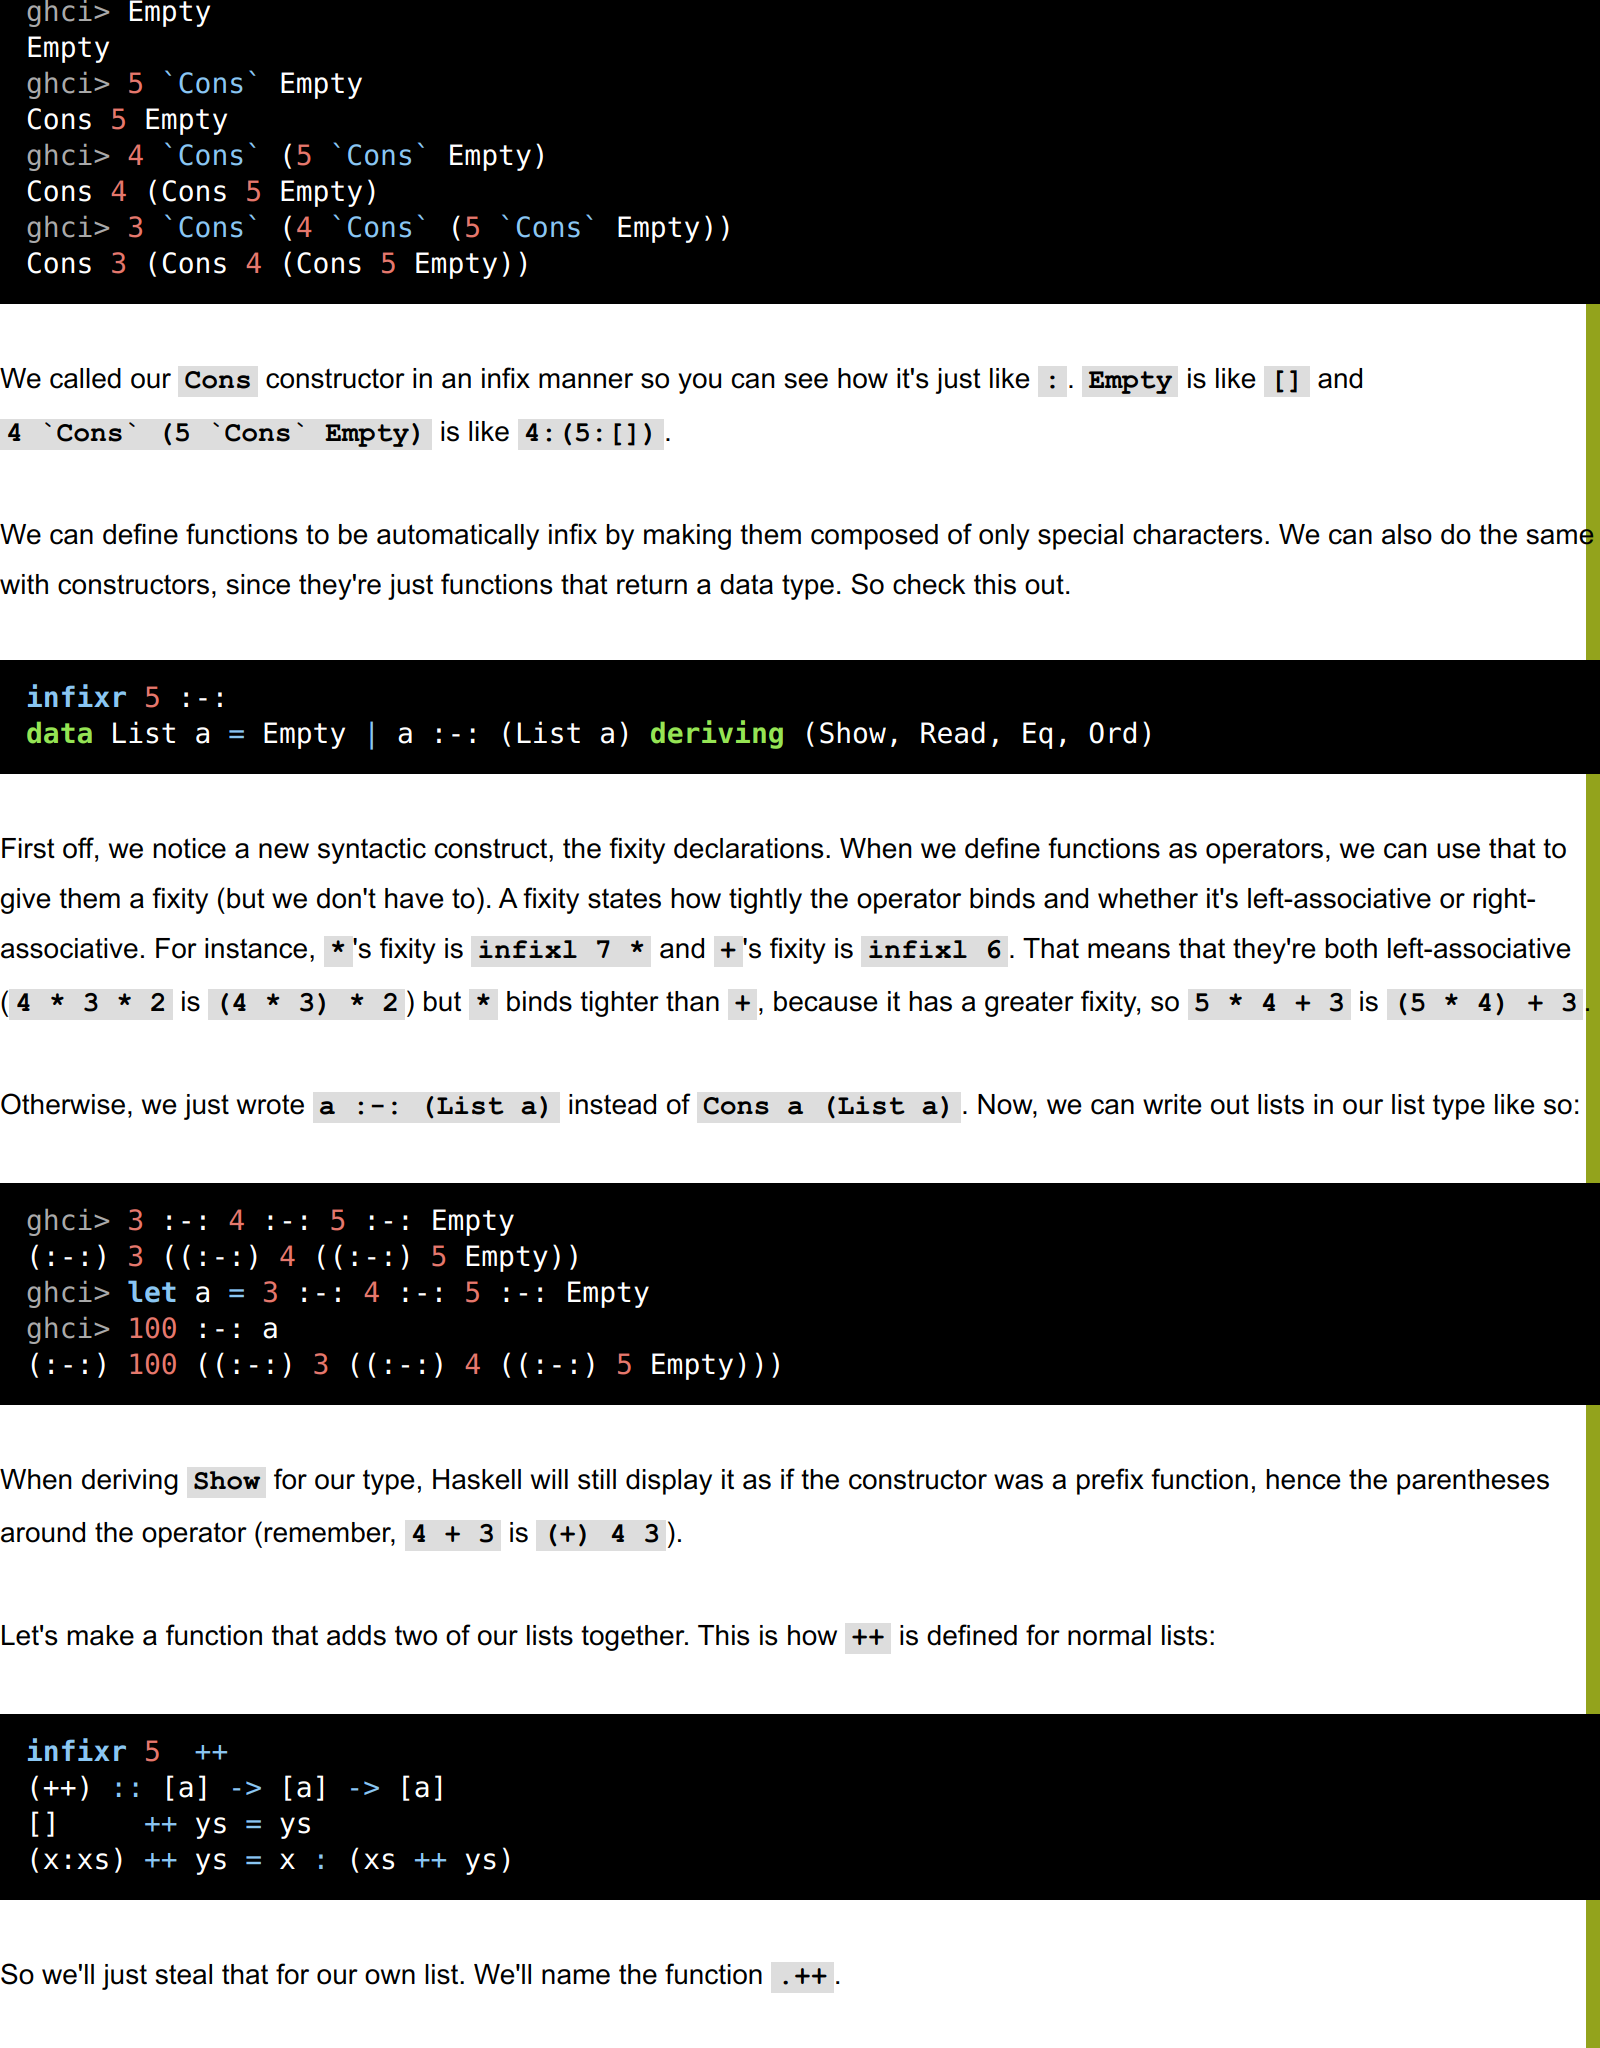 ghci> Empty
Empty
ghci> 5 `Cons` Empty
Cons 5 Empty
ghci> 4 `Cons` (5 `Cons` Empty)
Cons 4 (Cons 5 Empty)
ghci> 3 `Cons` (4 `Cons` (5 `Cons` Empty))
Cons 3 (Cons 4 (Cons 5 Empty))
We called our Cons constructor in an infix manner so you can see how it's just like :. Empty is like [] and
4 `Cons` (5 `Cons` Empty) is like 4:(5:[]).
We can define functions to be automatically infix by making them composed of only special characters. We can also do the same
with constructors, since they're just functions that return a data type. So check this out.
infixr 5 :-:
data List a = Empty | a :-: (List a) deriving (Show, Read, Eq, Ord)
First off, we notice a new syntactic construct, the fixity declarations. When we define functions as operators, we can use that to
give them a fixity (but we don't have to). A fixity states how tightly the operator binds and whether it's left-associative or right-
associative. For instance, *'s fixity is infixl 7 * and +'s fixity is infixl 6. That means that they're both left-associative
(4 * 3 * 2 is (4 * 3) * 2) but * binds tighter than +, because it has a greater fixity, so 5 * 4 + 3 is (5 * 4) + 3.
Otherwise, we just wrote a :-: (List a) instead of Cons a (List a). Now, we can write out lists in our list type like so:
ghci> 3 :-: 4 :-: 5 :-: Empty
(:-:) 3 ((:-:) 4 ((:-:) 5 Empty))
ghci> let a = 3 :-: 4 :-: 5 :-: Empty
ghci> 100 :-: a
(:-:) 100 ((:-:) 3 ((:-:) 4 ((:-:) 5 Empty)))
When deriving Show for our type, Haskell will still display it as if the constructor was a prefix function, hence the parentheses
around the operator (remember, 4 + 3 is (+) 4 3).
Let's make a function that adds two of our lists together. This is how ++ is defined for normal lists:
infixr 5  ++
(++) :: [a] -> [a] -> [a]
[]     ++ ys = ys
(x:xs) ++ ys = x : (xs ++ ys)
So we'll just steal that for our own list. We'll name the function .++.